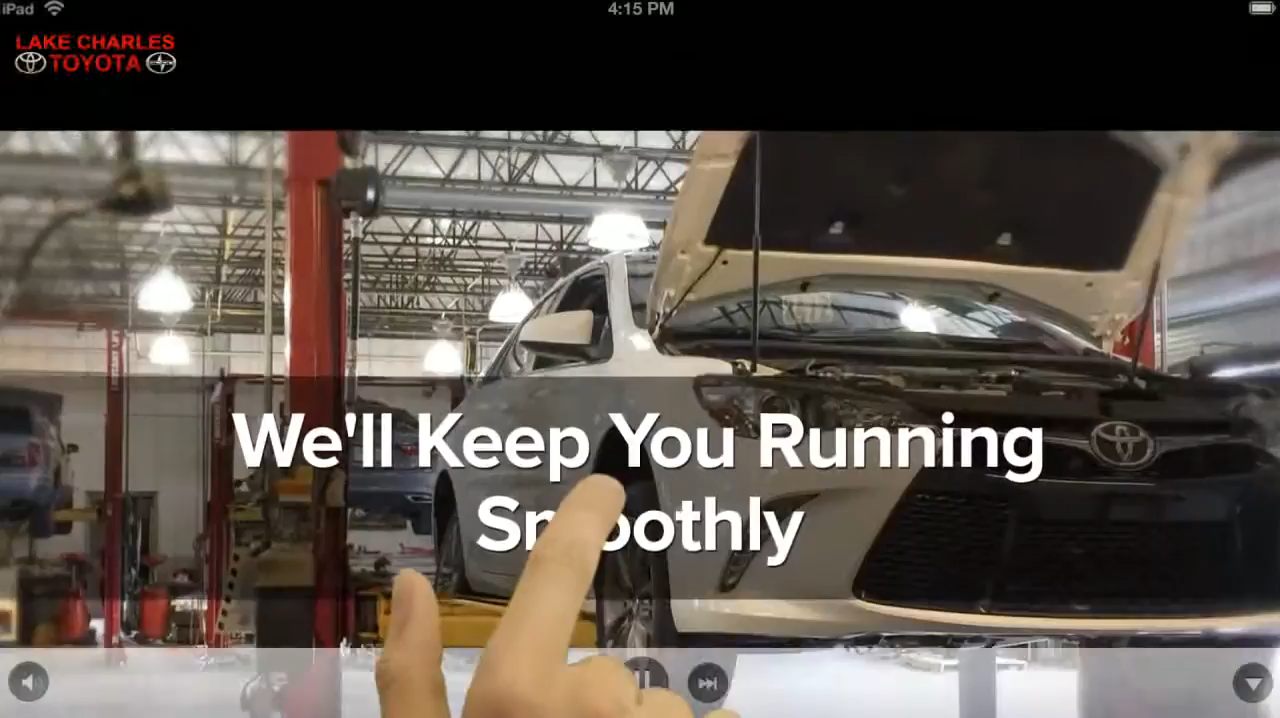 iPad 4:15 PM
LAKE CHARLES
TOYOTA
We'll Keep You Running
Smoothly